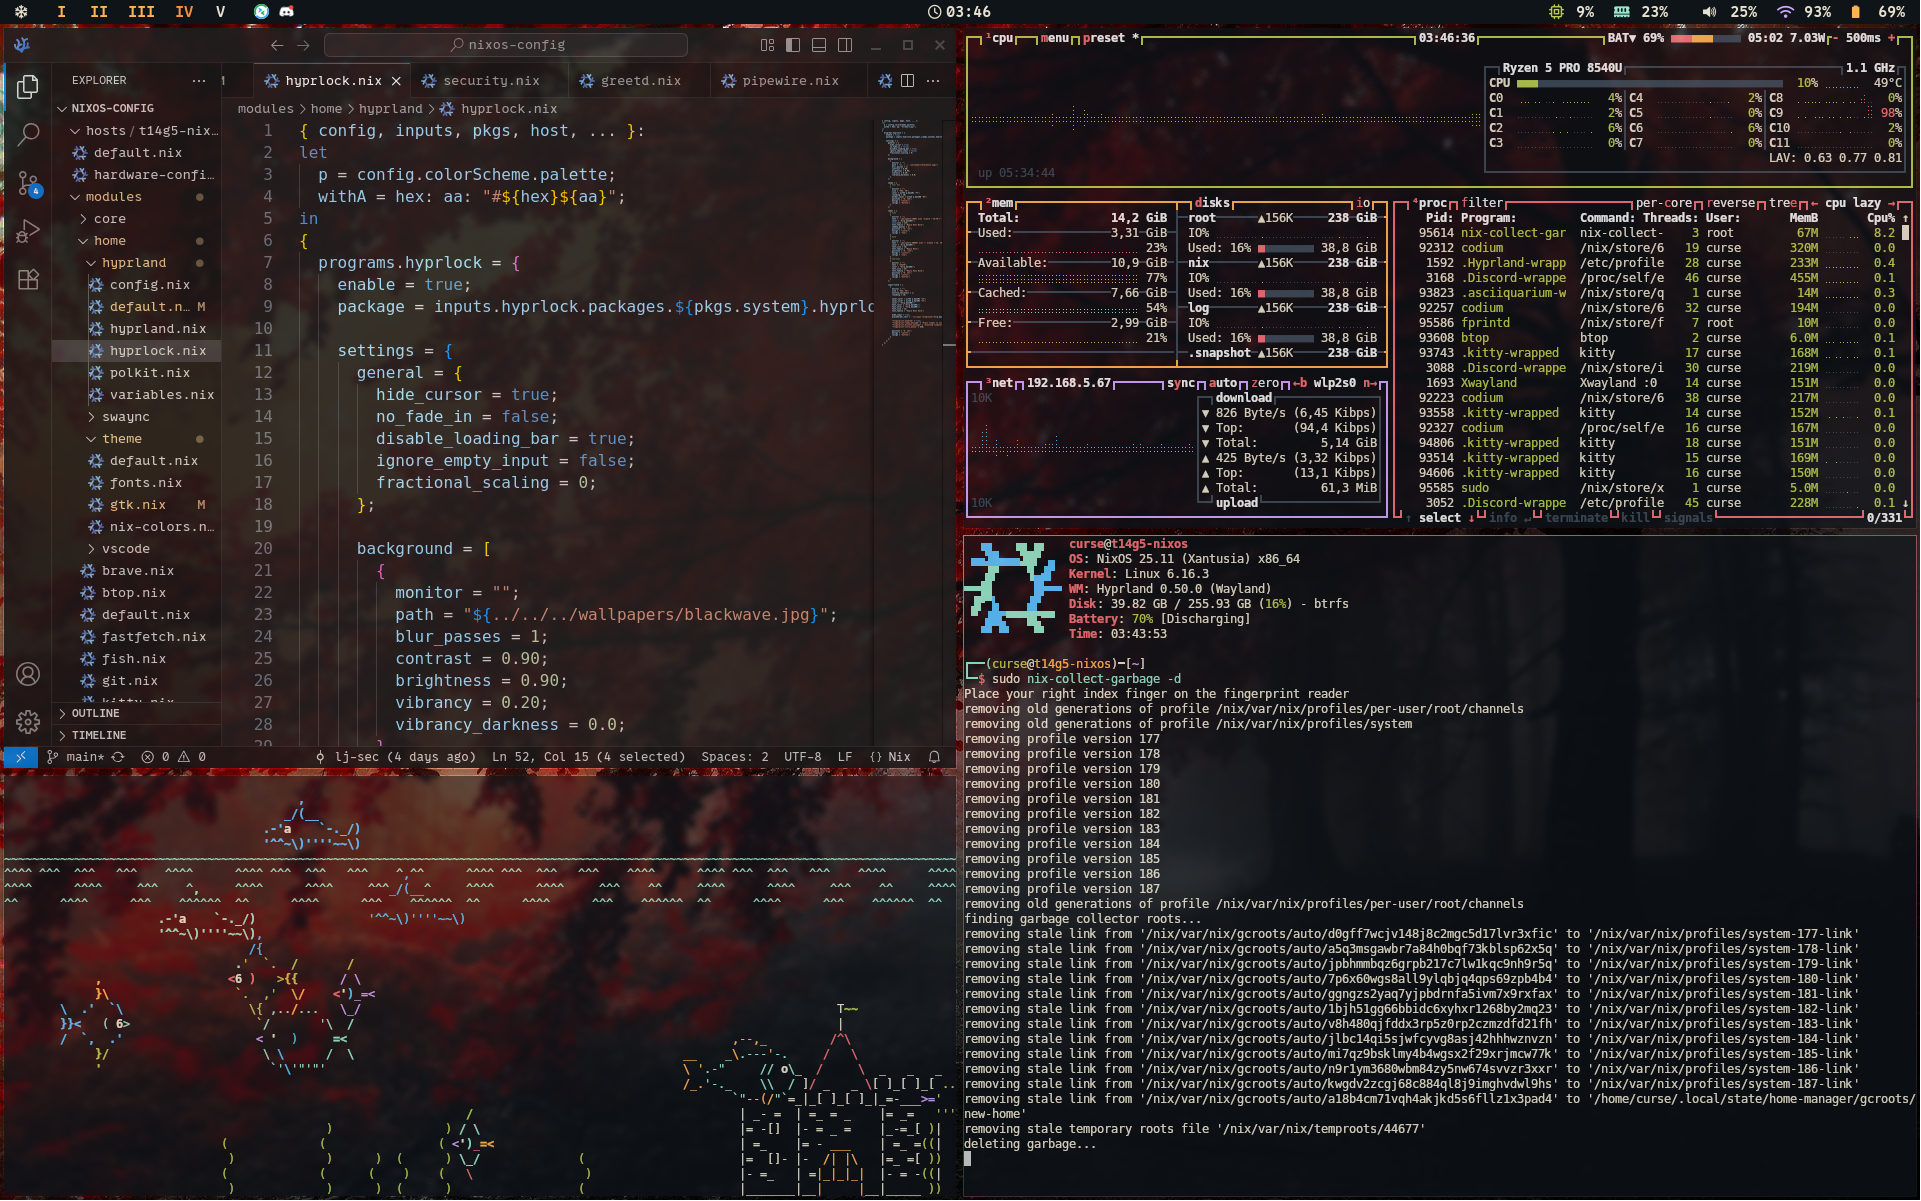 I II III IV V 03:46 9% 23% 25% 93% 69%
nixos-config
EXPLORER ...
hyprlock.nix security.nix greetd.nix pipewire.nix ...
modules > home > hyprland > hyprlock.nix
NIXOS-CONFIG
hosts / t14g5-nix...
default.nix
hardware-confi...
modules
core
home
hyprland
config.nix
default.n... M
hyprland.nix
hyprlock.nix
polkit.nix
variables.nix
swaync
theme
default.nix
fonts.nix
gtk.nix M
nix-colors.n...
vscode
brave.nix
btop.nix
default.nix
fastfetch.nix
fish.nix
git.nix
kitty.nix
OUTLINE
TIMELINE
4
1 { config, inputs, pkgs, host, ... }:
2 let
3 p = config.colorScheme.palette;
4 withA = hex: aa: "#${hex}${aa}";
5 in
6 {
7 programs.hyprlock = {
8 enable = true;
9 package = inputs.hyprlock.packages.${pkgs.system}.hyprlo
10
11 settings = {
12 general = {
13 hide_cursor = true;
14 no_fade_in = false;
15 disable_loading_bar = true;
16 ignore_empty_input = false;
17 fractional_scaling = 0;
18 };
19
20 background = [
21 {
22 monitor = "";
23 path = "${../../../wallpapers/blackwave.jpg}";
24 blur_passes = 1;
25 contrast = 0.90;
26 brightness = 0.90;
27 vibrancy = 0.20;
28 vibrancy_darkness = 0.0;
29 }
main* 0 0 lj-sec (4 days ago) Ln 52, Col 15 (4 selected) Spaces: 2 UTF-8 LF {} Nix
¹cpu menu preset * 03:46:36 BAT▼ 69% 05:02 7.03W - 500ms +
Ryzen 5 PRO 8540U 1.1 GHz
CPU 10% 49°C
C0 4% C4 2% C8 0%
C1 2% C5 0% C9 98%
C2 6% C6 6% C10 2%
C3 0% C7 0% C11 0%
LAV: 0.63 0.77 0.81
up 05:34:44
²mem
Total: 14,2 GiB
Used: 3,31 GiB
23%
Available: 10,9 GiB
77%
Cached: 7,66 GiB
54%
Free: 2,99 GiB
21%
disks io
root ▲156K 238 GiB
IO%
Used: 16% 38,8 GiB
nix ▲156K 238 GiB
IO%
Used: 16% 38,8 GiB
log ▲156K 238 GiB
IO%
Used: 16% 38,8 GiB
.snapshot ▲156K 238 GiB
³net 192.168.5.67 sync auto zero ←b wlp2s0 n→
10K
download
▼ 826 Byte/s (6,45 Kibps)
▼ Top: (94,4 Kibps)
▼ Total: 5,14 GiB
▲ 425 Byte/s (3,32 Kibps)
▲ Top: (13,1 Kibps)
▲ Total: 61,3 MiB
upload
10K
⁴proc filter per-core reverse tree ← cpu lazy →
Pid: Program: Command: Threads: User: MemB Cpu% ↑
95614 nix-collect-gar nix-collect- 3 root 67M 8.2
92312 codium /nix/store/6 19 curse 320M 0.0
1592 .Hyprland-wrapp /etc/profile 28 curse 233M 0.4
3168 .Discord-wrappe /proc/self/e 46 curse 455M 0.1
93823 .asciiquarium-w /nix/store/q 1 curse 14M 0.3
92257 codium /nix/store/6 32 curse 194M 0.0
95586 fprintd /nix/store/f 7 root 10M 0.0
93608 btop btop 2 curse 6.0M 0.1
93743 .kitty-wrapped kitty 17 curse 168M 0.1
3088 .Discord-wrappe /nix/store/i 30 curse 219M 0.0
1693 Xwayland Xwayland :0 14 curse 151M 0.0
92223 codium /nix/store/6 38 curse 217M 0.0
93558 .kitty-wrapped kitty 14 curse 152M 0.1
92327 codium /proc/self/e 16 curse 167M 0.0
94806 .kitty-wrapped kitty 18 curse 151M 0.0
93514 .kitty-wrapped kitty 15 curse 169M 0.0
94606 .kitty-wrapped kitty 16 curse 150M 0.0
95585 sudo /nix/store/x 1 curse 5.0M 0.0
3052 .Discord-wrappe /etc/profile 45 curse 228M 0.1 ↓
↑ select ↓ info ↵ terminate kill signals 0/331
curse@t14g5-nixos
OS: NixOS 25.11 (Xantusia) x86_64
Kernel: Linux 6.16.3
WM: Hyprland 0.50.0 (Wayland)
Disk: 39.82 GB / 255.93 GB (16%) - btrfs
Battery: 70% [Discharging]
Time: 03:43:53
(curse@t14g5-nixos)-[~]
$ sudo nix-collect-garbage -d
Place your right index finger on the fingerprint reader
removing old generations of profile /nix/var/nix/profiles/per-user/root/channels
removing old generations of profile /nix/var/nix/profiles/system
removing profile version 177
removing profile version 178
removing profile version 179
removing profile version 180
removing profile version 181
removing profile version 182
removing profile version 183
removing profile version 184
removing profile version 185
removing profile version 186
removing profile version 187
removing old generations of profile /nix/var/nix/profiles/per-user/root/channels
finding garbage collector roots...
removing stale link from '/nix/var/nix/gcroots/auto/d0gff7wcjv148j8c2mgc5d17lvr3xfic' to '/nix/var/nix/profiles/system-177-link'
removing stale link from '/nix/var/nix/gcroots/auto/a5q3msgawbr7a84h0bqf73kblsp62x5q' to '/nix/var/nix/profiles/system-178-link'
removing stale link from '/nix/var/nix/gcroots/auto/jpbhmmbqz6grpb217c7lw1kqc9nh9r5q' to '/nix/var/nix/profiles/system-179-link'
removing stale link from '/nix/var/nix/gcroots/auto/7p6x60wgs8all9ylqbjq4qps69zpb4b4' to '/nix/var/nix/profiles/system-180-link'
removing stale link from '/nix/var/nix/gcroots/auto/ggngzs2yaq7yjpbdrnfa5ivm7x9rxfax' to '/nix/var/nix/profiles/system-181-link'
removing stale link from '/nix/var/nix/gcroots/auto/1bjh51gg66bbidc6xyhxr1268by2mq23' to '/nix/var/nix/profiles/system-182-link'
removing stale link from '/nix/var/nix/gcroots/auto/v8h480qjfddx3rp5z0rp2czmzdfd21fh' to '/nix/var/nix/profiles/system-183-link'
removing stale link from '/nix/var/nix/gcroots/auto/jlbc14qi5sjwfcyvg8asj42hhhwznvzn' to '/nix/var/nix/profiles/system-184-link'
removing stale link from '/nix/var/nix/gcroots/auto/mi7qz9bsklmy4b4wgsx2f29xrjmcw77k' to '/nix/var/nix/profiles/system-185-link'
removing stale link from '/nix/var/nix/gcroots/auto/n9r1ym3680wbm84zy5nw674svvzr3xxr' to '/nix/var/nix/profiles/system-186-link'
removing stale link from '/nix/var/nix/gcroots/auto/kwgdv2zcgj68c884ql8j9imghvdwl9hs' to '/nix/var/nix/profiles/system-187-link'
removing stale link from '/nix/var/nix/gcroots/auto/a18b4cm71vqh4akjkd5s6fllz1x3pad4' to '/home/curse/.local/state/home-manager/gcroots/
new-home'
removing stale temporary roots file '/nix/var/nix/temproots/44677'
deleting garbage...